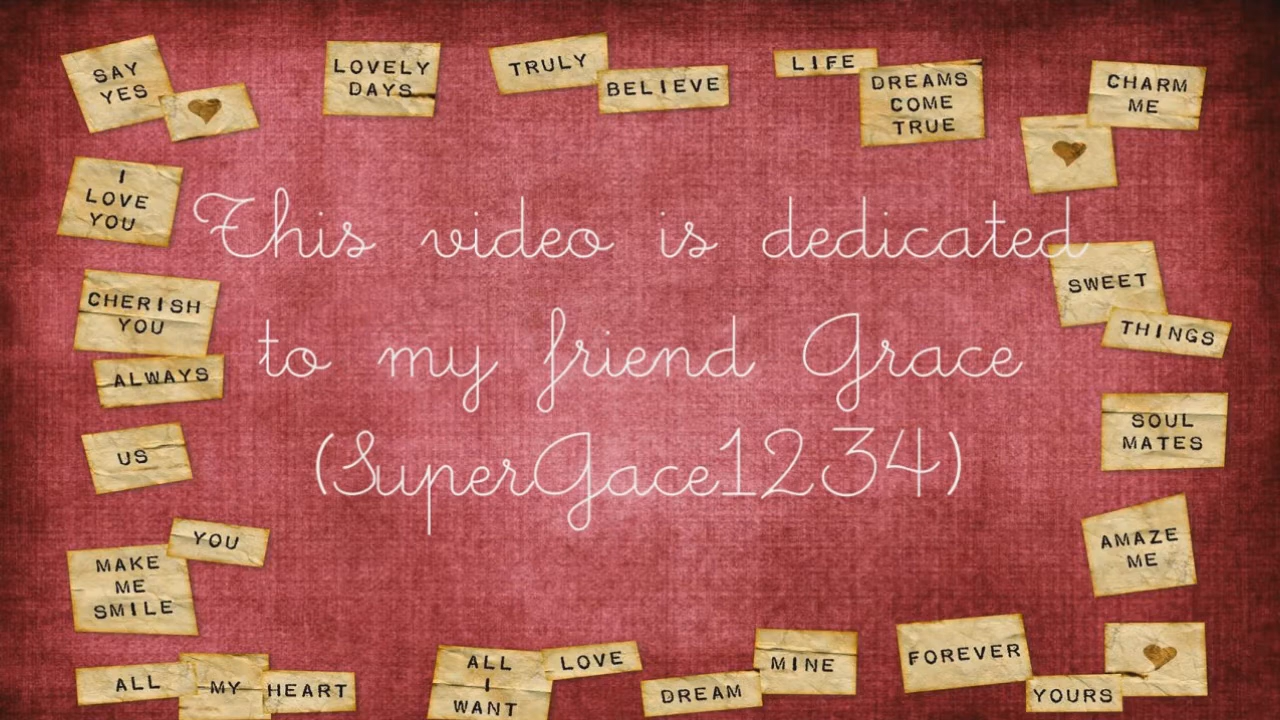 SAY
YES
LOVELY
DAYS
TRULY
BELIEVE
LIFE
DREAMS
COME
TRUE
CHARM
ME
I
LOVE
YOU
This video is dedicated
to my friend Grace
(SuperGace1234)
CHERISH
YOU
ALWAYS
US
YOU
MAKE
ME
SMILE
SWEET
THINGS
SOUL
MATES
AMAZE
ME
ALL
MY
HEART
ALL
I
WANT
LOVE
DREAM
MINE
FOREVER
YOURS